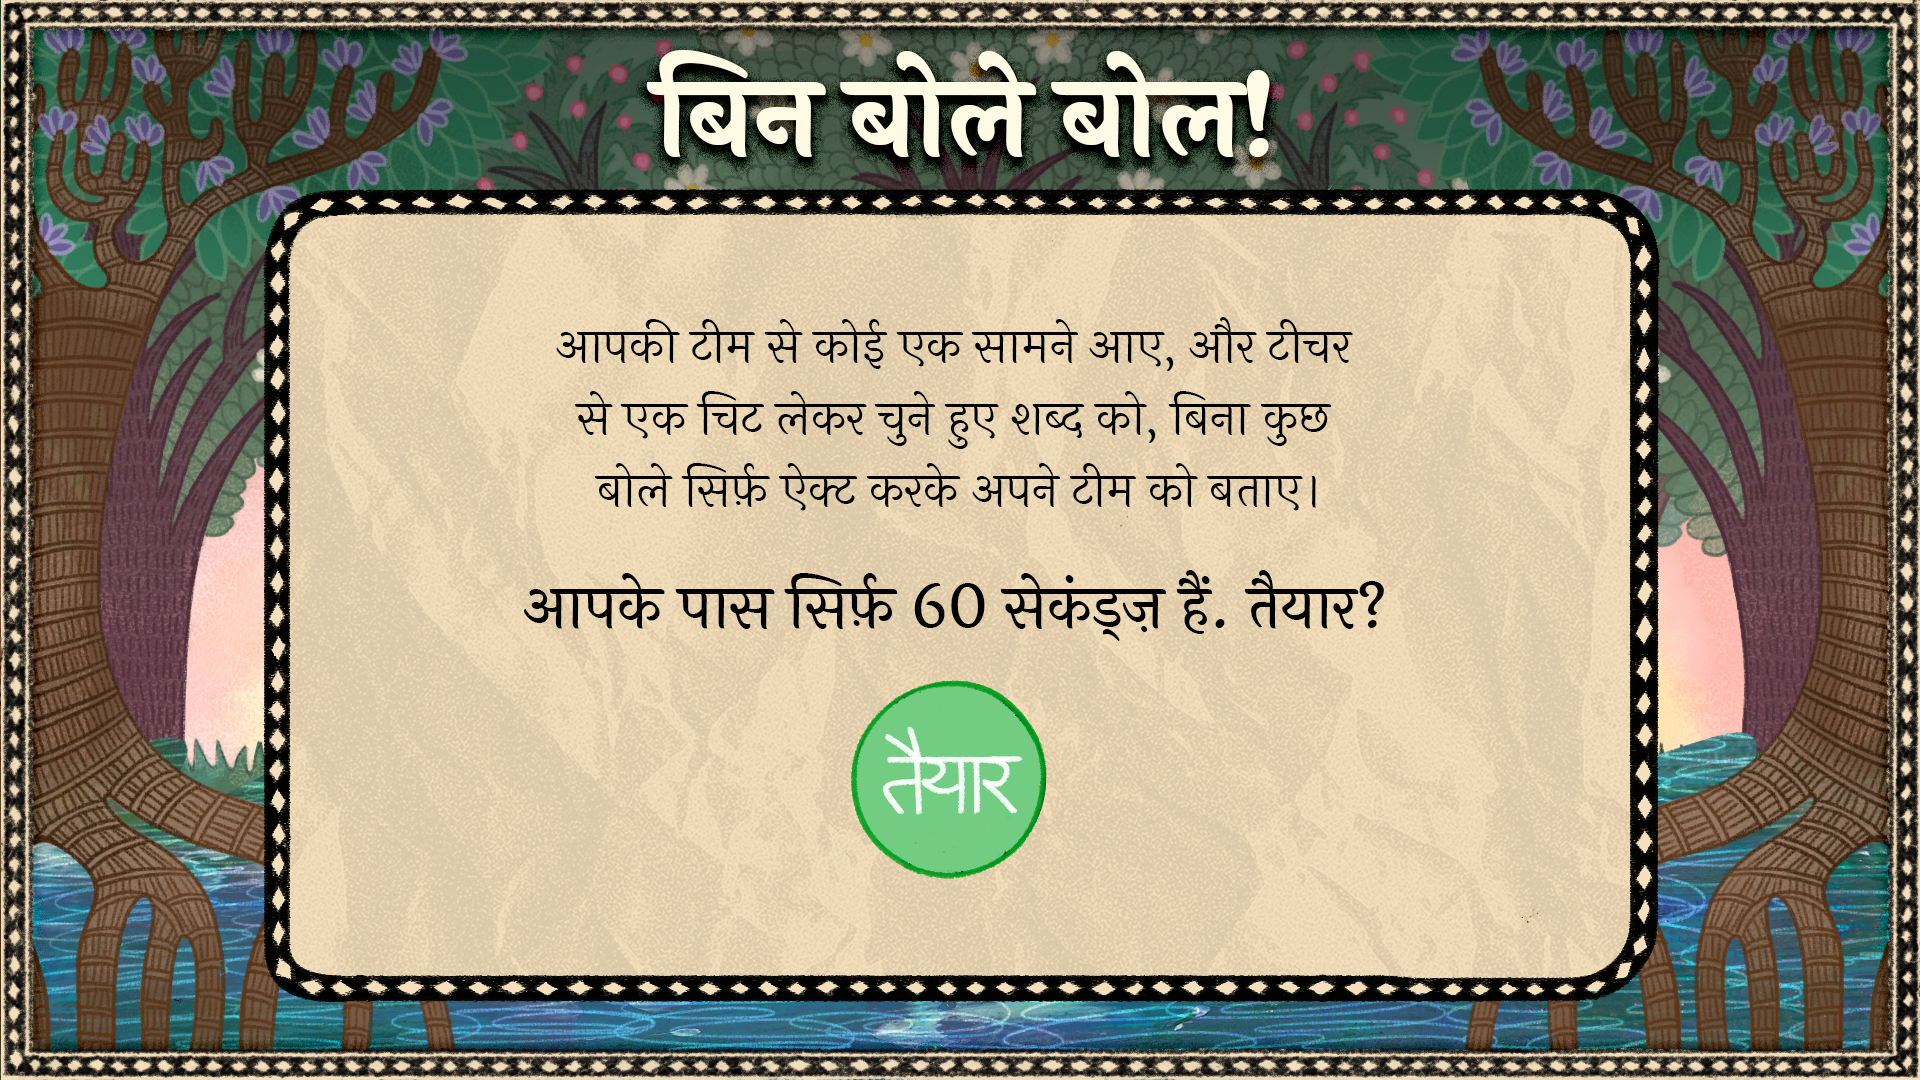 बिन बोले बोल!
आपकी टीम से कोई एक सामने आए, और टीचर
से एक चिट लेकर चुने हुए शब्द को, बिना कुछ
बोले सिर्फ़ ऐक्ट करके अपने टीम को बताए।
आपके पास सिर्फ़ 60 सेकंड्ज़ हैं. तैयार?
तैयार